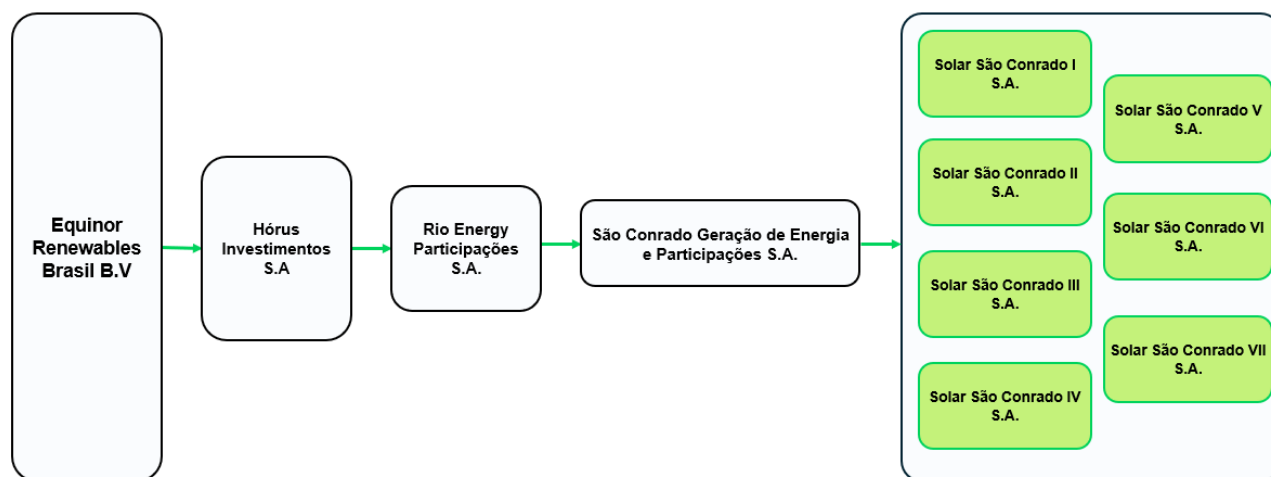 Equinor
Renewables
Brasil B.V
Hórus
Investimentos
S.A
Rio Energy
Participações
S.A.
São Conrado Geração de Energia
e Participações S.A.
Solar São Conrado I
S.A.
Solar São Conrado II
S.A.
Solar São Conrado III
S.A.
Solar São Conrado IV
S.A.
Solar São Conrado V
S.A.
Solar São Conrado VI
S.A.
Solar São Conrado VII
S.A.